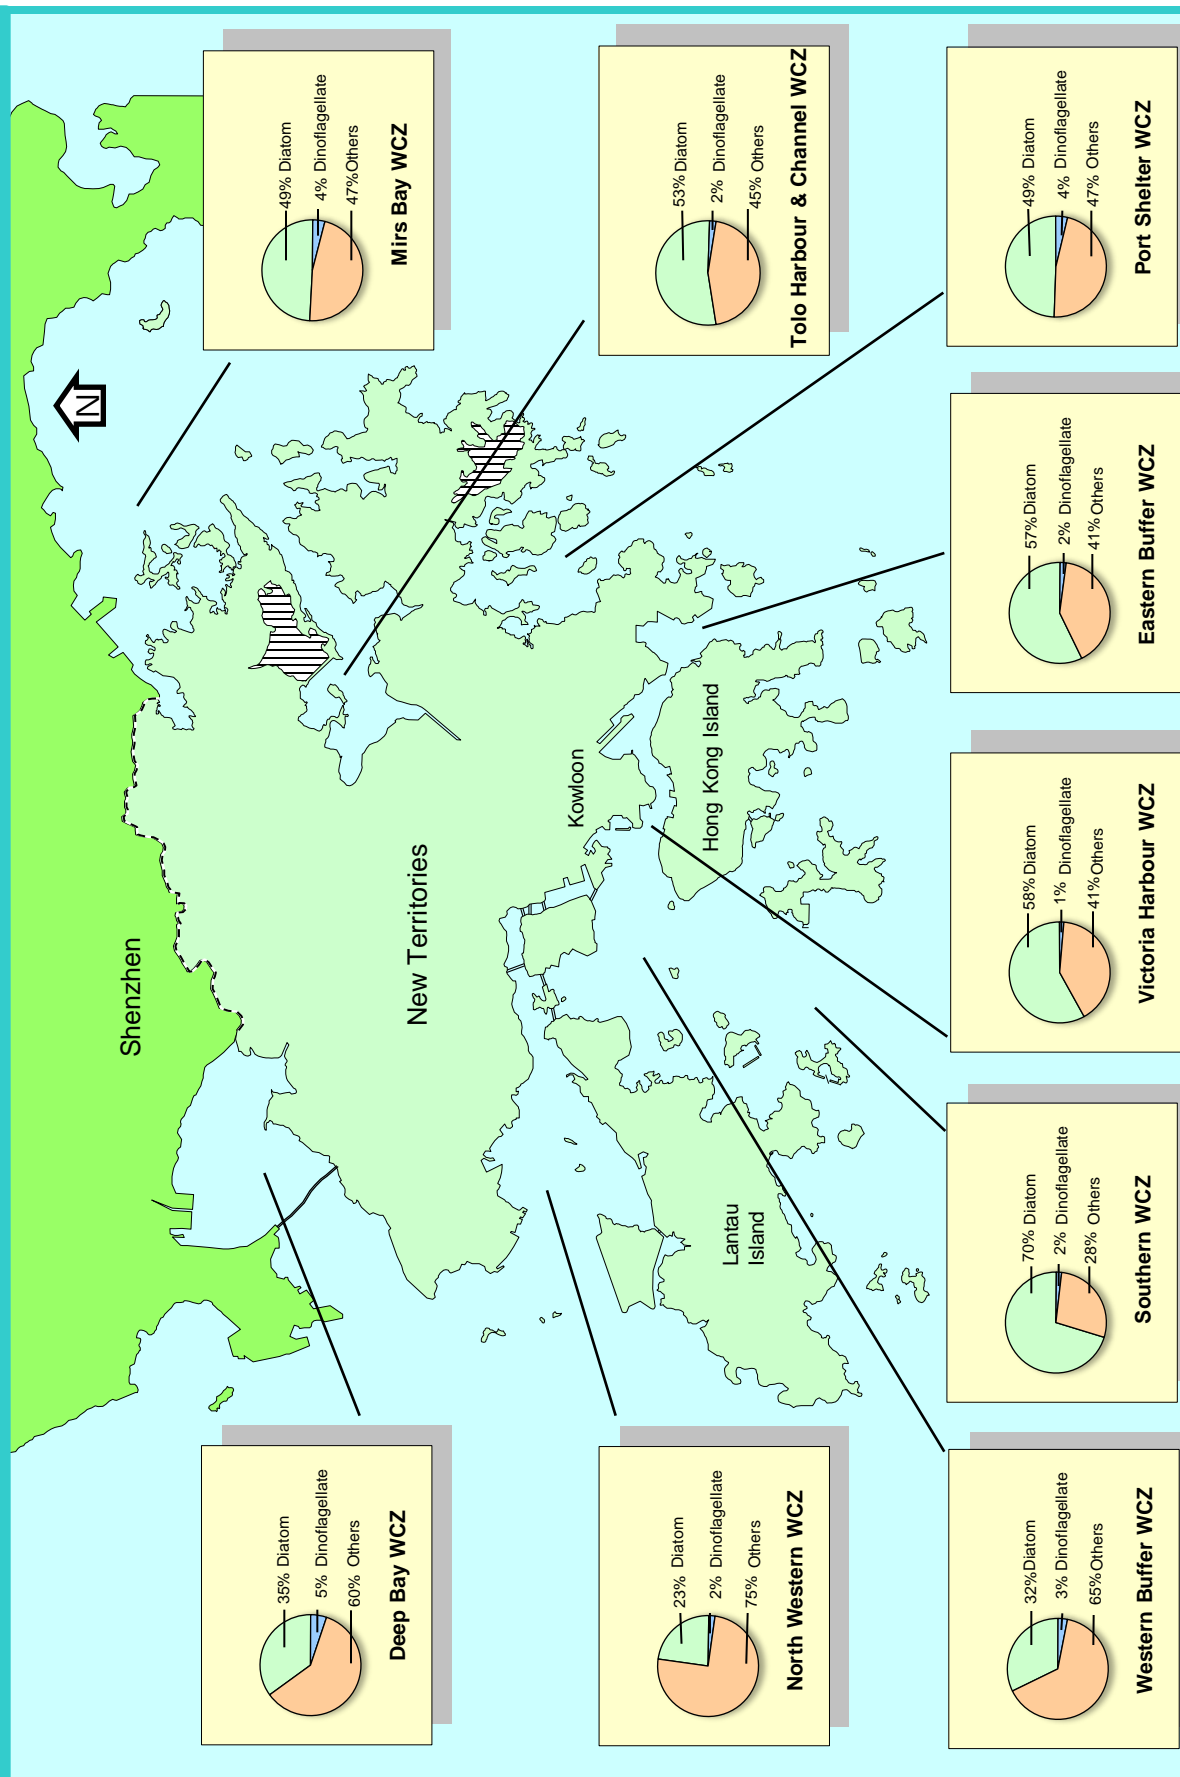 Shenzhen
New Territories
Kowloon
Hong Kong Island
Lantau
Island
N
35% Diatom
5% Dinoflagellate
60% Others
Deep Bay WCZ
49% Diatom
4% Dinoflagellate
47%Others
Mirs Bay WCZ
23% Diatom
2% Dinoflagellate
75% Others
North Western WCZ
53% Diatom
2% Dinoflagellate
45% Others
Tolo Harbour & Channel WCZ
32%Diatom
3% Dinoflagellate
65%Others
Western Buffer WCZ
70% Diatom
2% Dinoflagellate
28% Others
Southern WCZ
58% Diatom
1% Dinoflagellate
41%Others
Victoria Harbour WCZ
57%Diatom
2% Dinoflagellate
41%Others
Eastern Buffer WCZ
49% Diatom
4% Dinoflagellate
47% Others
Port Shelter WCZ